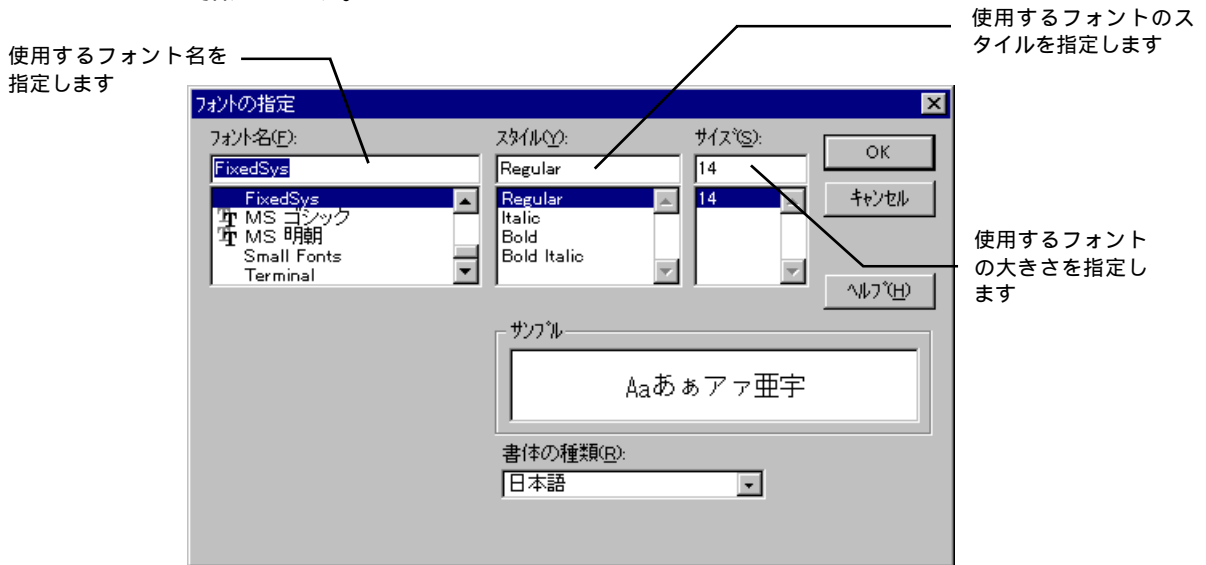 使用するフォントのス
タイルを指定します
使用するフォント名を
指定します
フォントの指定
フォント名(F):
スタイル(Y):
サイズ(S):
FixedSys
Regular
14
OK
FixedSys
MS ゴシック
MS 明朝
Small Fonts
Terminal
Regular
Italic
Bold
Bold Italic
14
キャンセル
使用するフォント
の大きさを指定し
ます
ヘルプ(H)
サンプル
Aaあぁアァ亜宇
書体の種類(R):
日本語